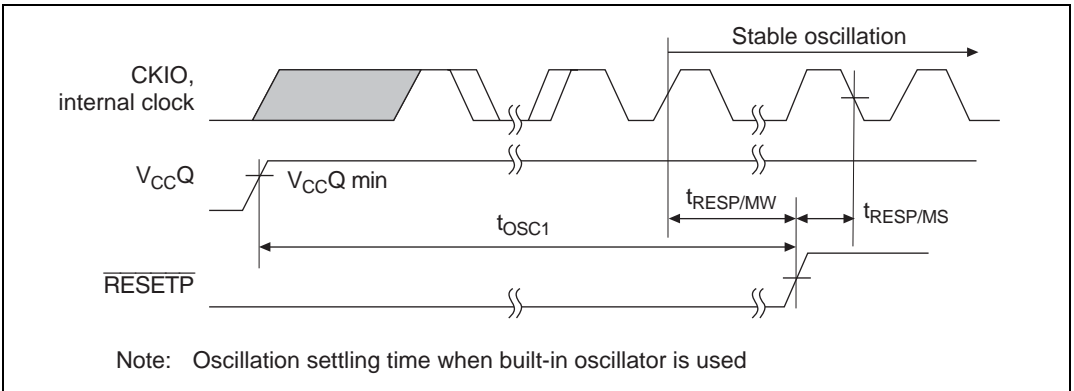 Stable oscillation
CKIO,
internal clock
VCCQ
VCCQ min
tRESP/MW
tRESP/MS
tOSC1
RESETP
Note: Oscillation settling time when built-in oscillator is used